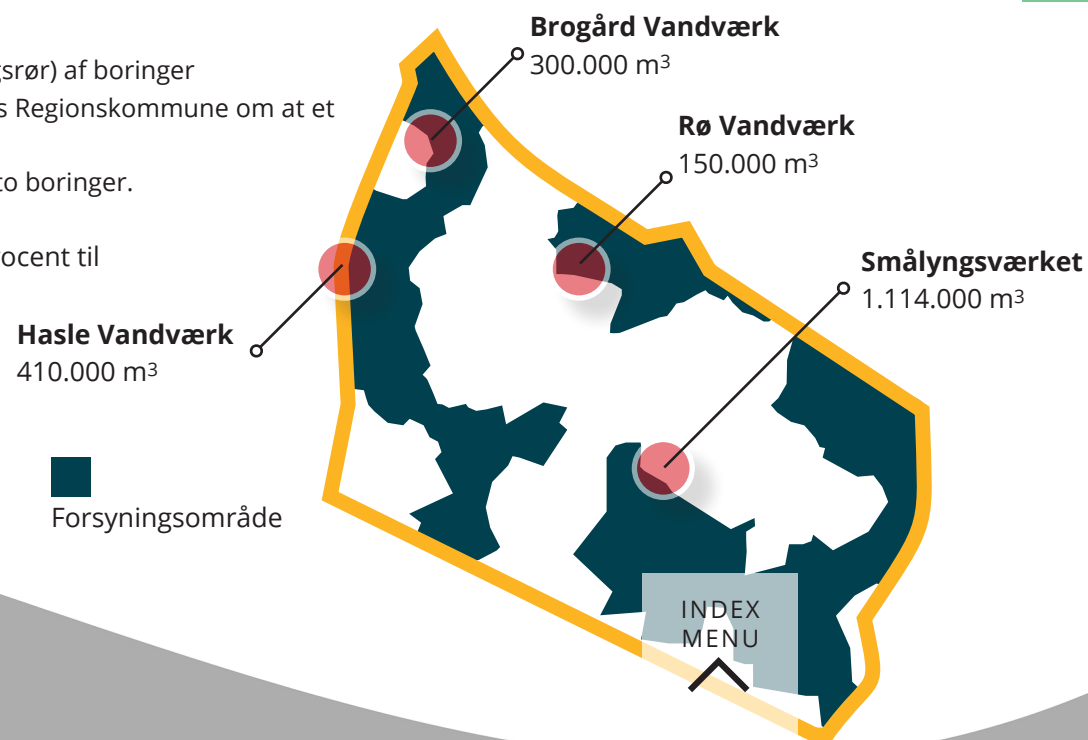 gsrør) af boringer
s Regionskommune om at et
to boringer.
ocent til
Brogård Vandværk
300.000 m³
Rø Vandværk
150.000 m³
Smålyngsværket
1.114.000 m³
Hasle Vandværk
410.000 m³
Forsyningsområde
INDEX
MENU